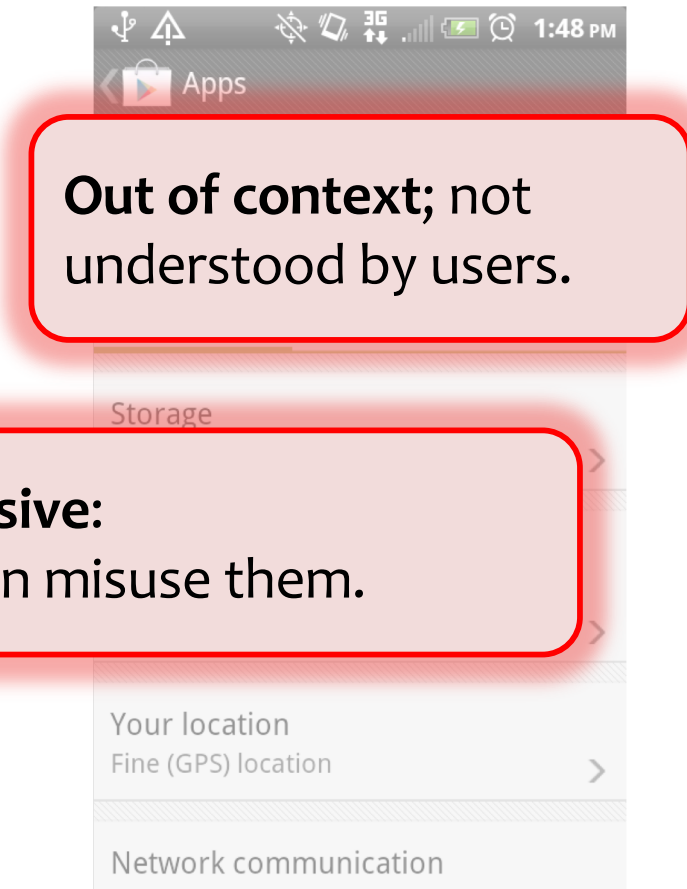 3G 1:48 PM
Apps
Out of context; not
understood by users.
Storage
sive:
n misuse them.
Your location
Fine (GPS) location
Network communication